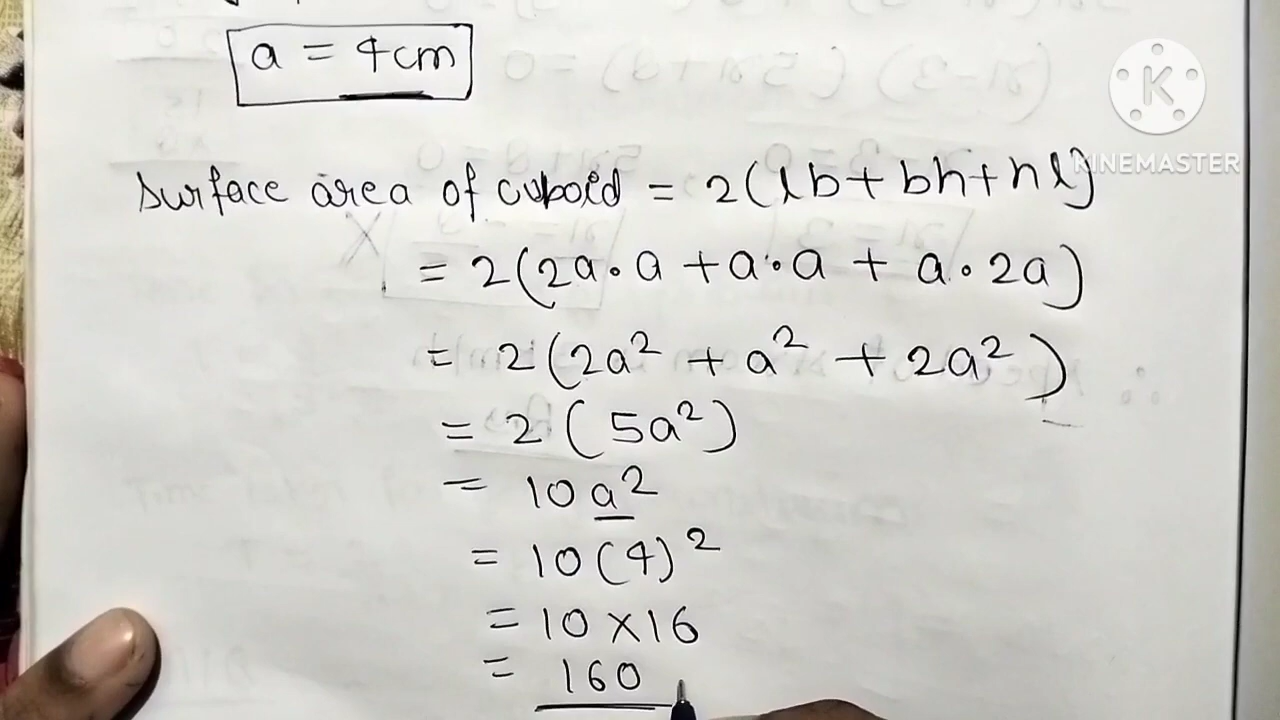 a = 4cm
K
KINEMASTER
Surface area of cuboid = 2(lb + bh + hl)
= 2(2a・a + a・a + a・2a)
= 2(2a² + a² + 2a²)
= 2(5a²)
= 10a²
= 10(4)²
= 10×16
= 160